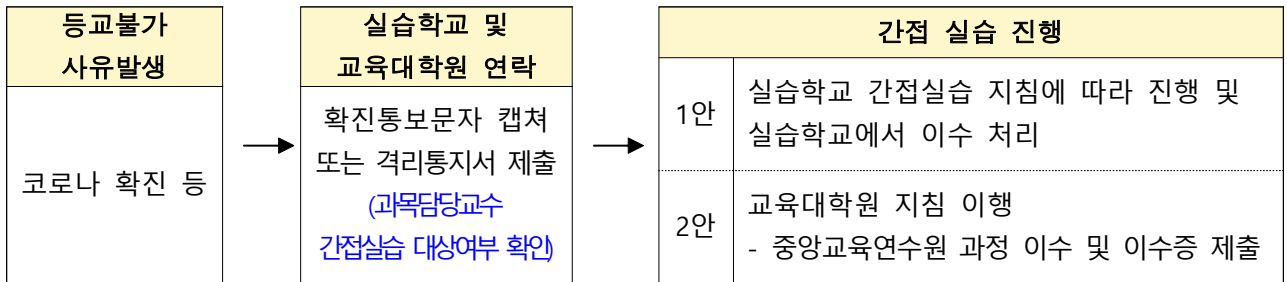 등교불가
사유발생
코로나 확진 등
실습학교 및
교육대학원 연락
확진통보문자 캡쳐
또는 격리통지서 제출
(과목담당교수
간접실습 대상여부 확인)
간접 실습 진행
1안
실습학교 간접실습 지침에 따라 진행 및
실습학교에서 이수 처리
2안
교육대학원 지침 이행
- 중앙교육연수원 과정 이수 및 이수증 제출